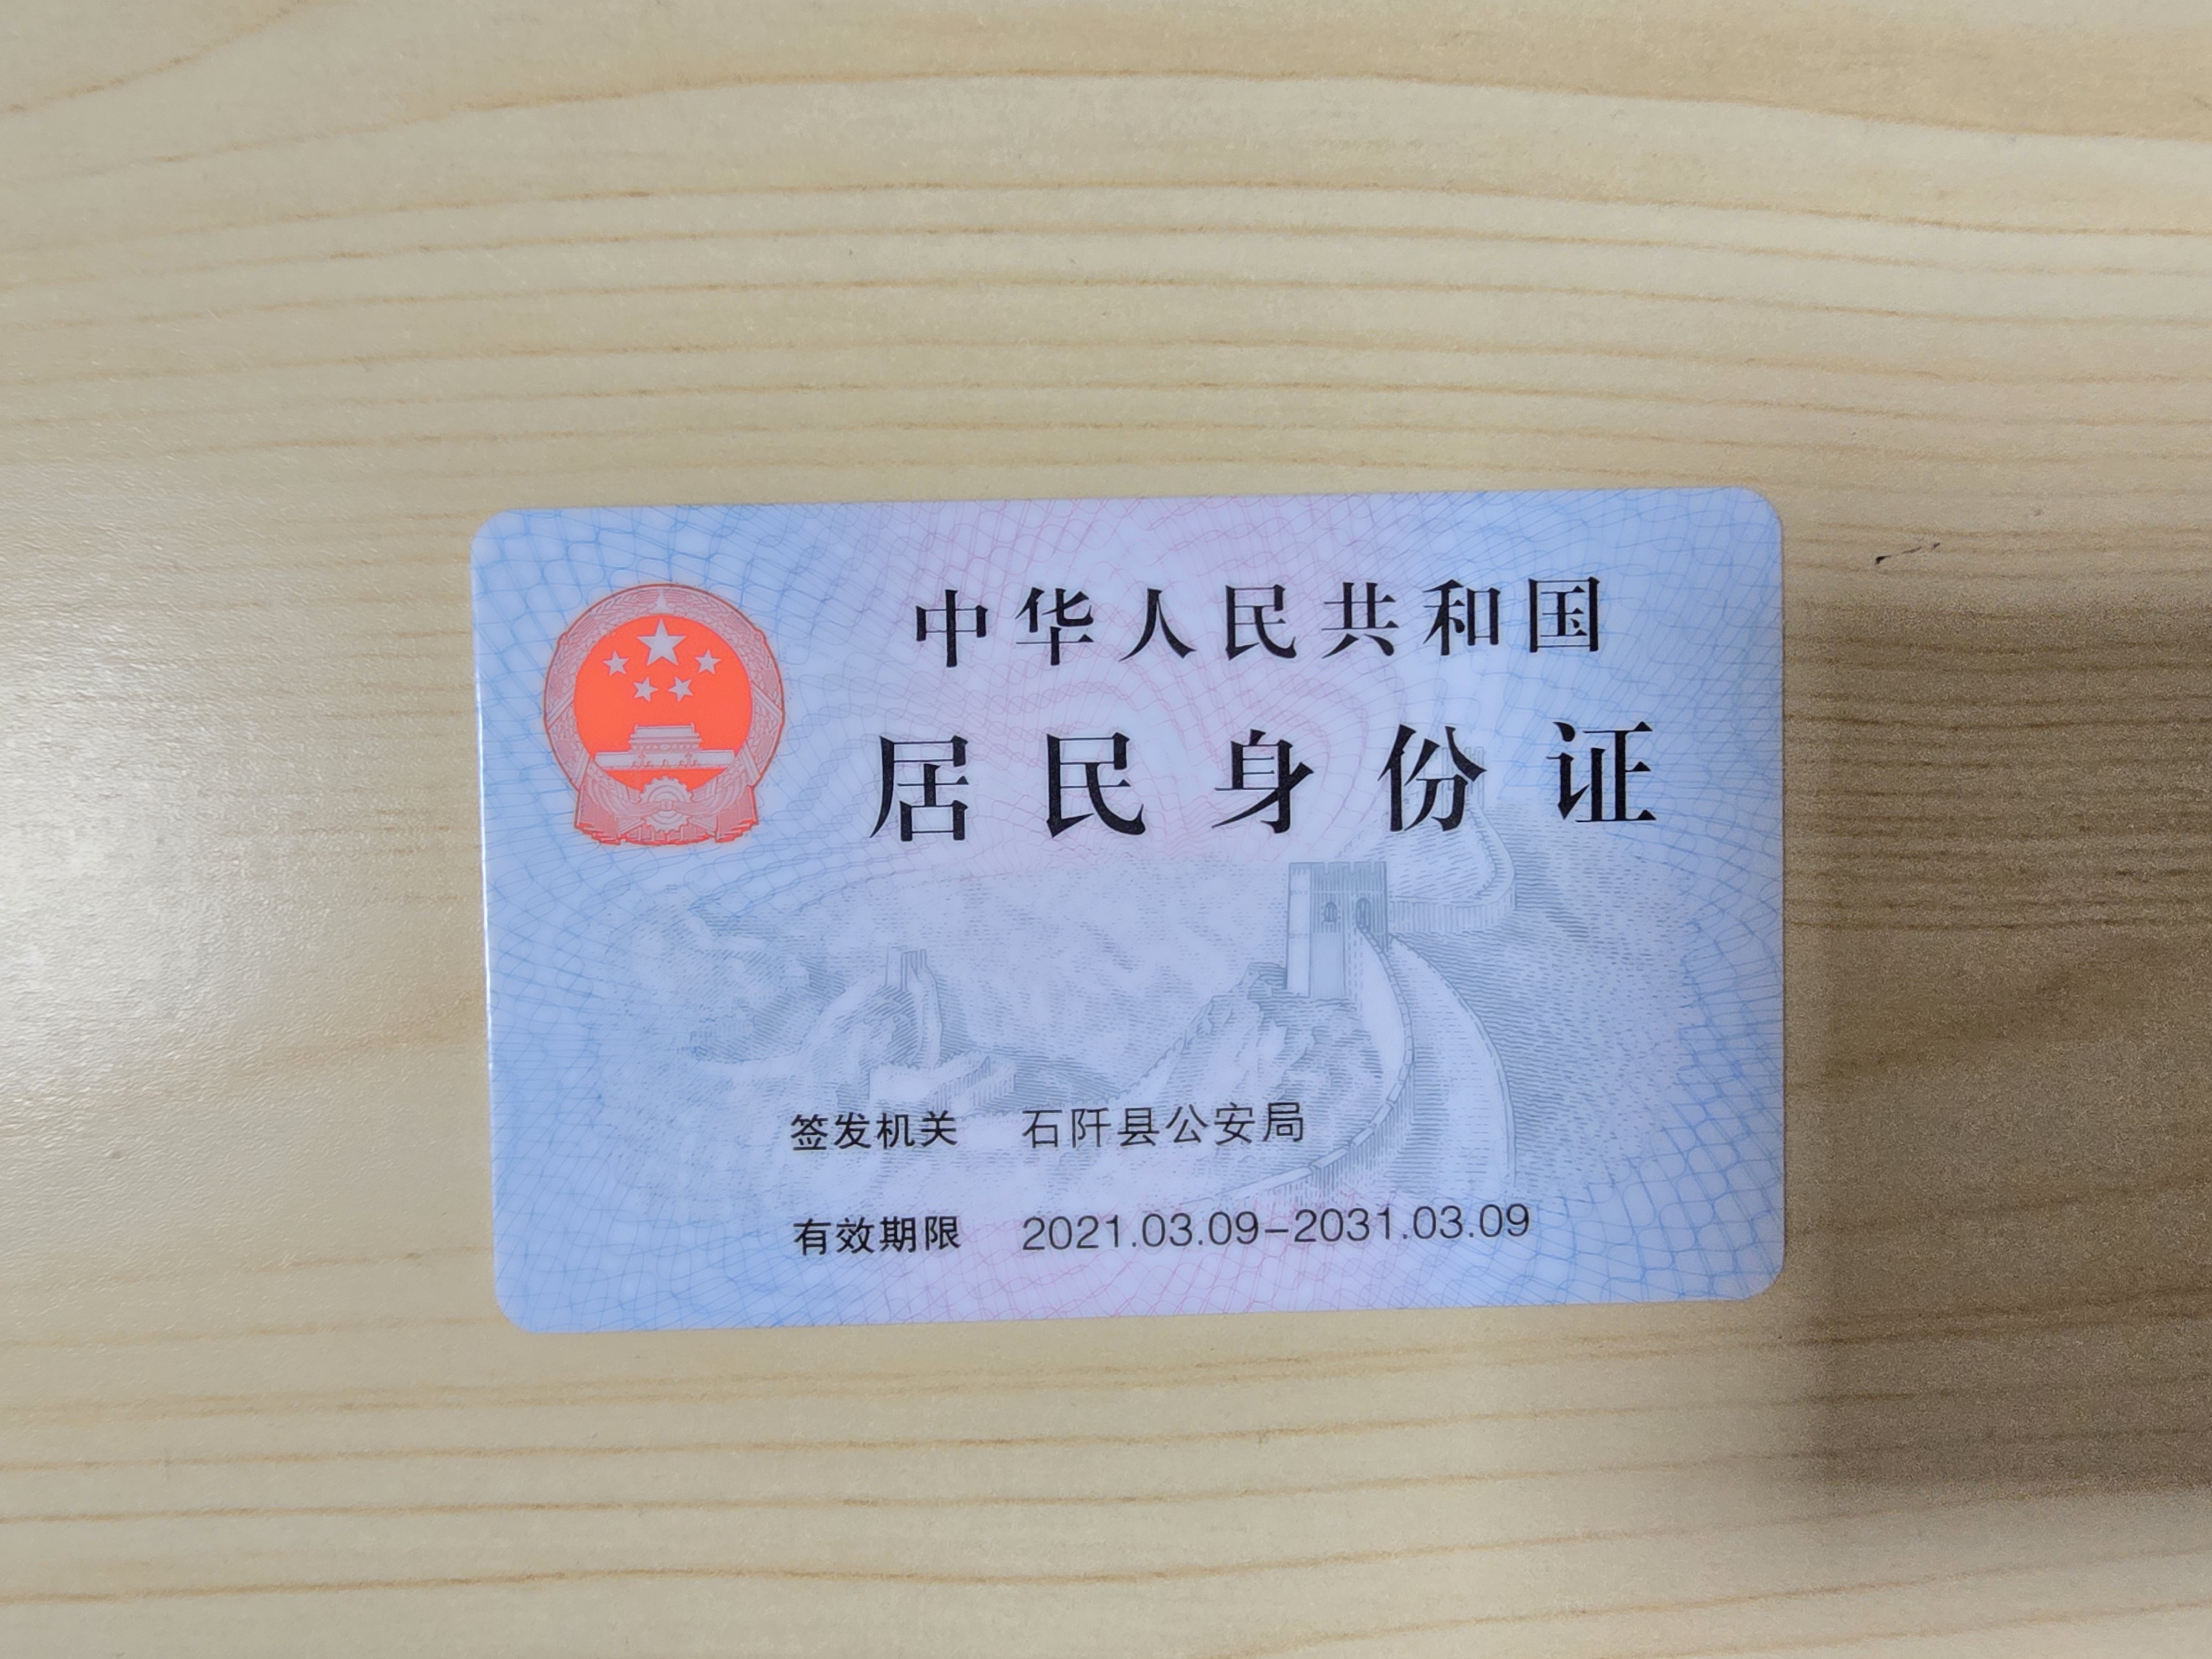 中华人民共和国
居民身份证
签发机关 石阡县公安局
有效期限 2021.03.09-2031.03.09